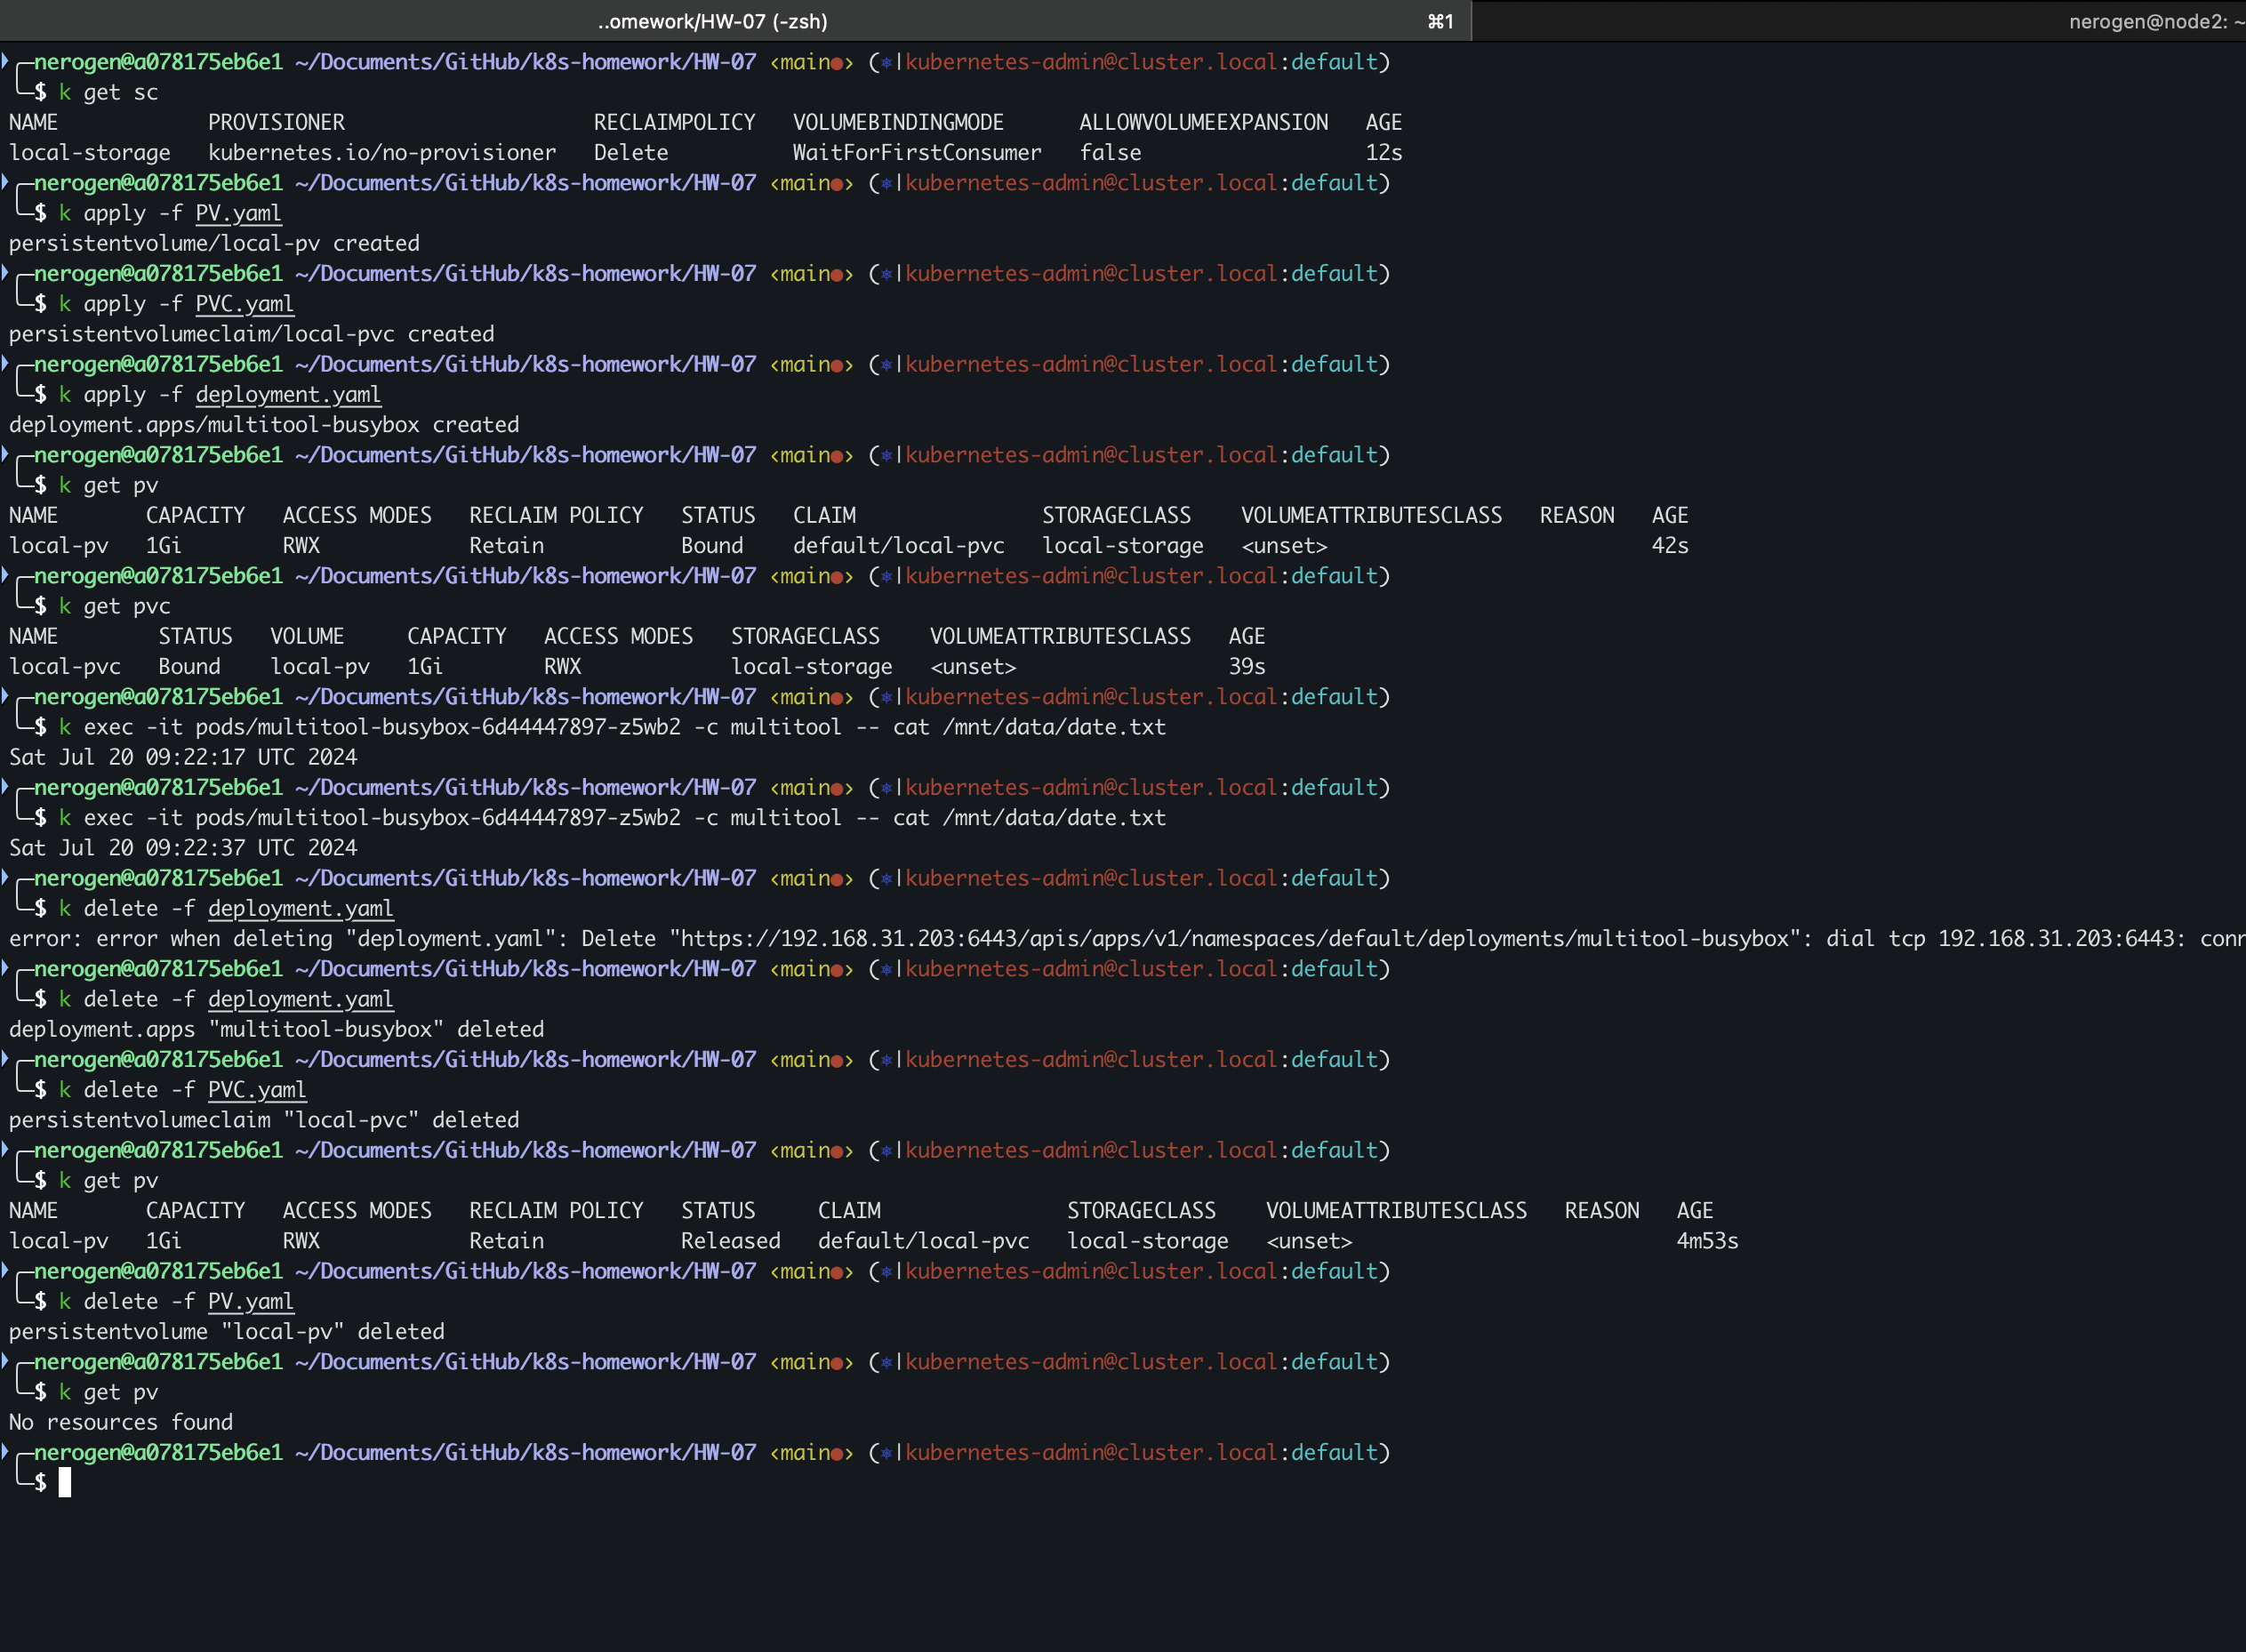 ..omework/HW-07 (-zsh) ⌘1 nerogen@node2: ~
╭─nerogen@a078175eb6e1 ~/Documents/GitHub/k8s-homework/HW-07 ‹main●› (⎈|kubernetes-admin@cluster.local:default)
╰─$ k get sc
NAME            PROVISIONER                    RECLAIMPOLICY   VOLUMEBINDINGMODE      ALLOWVOLUMEEXPANSION   AGE
local-storage   kubernetes.io/no-provisioner   Delete          WaitForFirstConsumer   false                  12s
╭─nerogen@a078175eb6e1 ~/Documents/GitHub/k8s-homework/HW-07 ‹main●› (⎈|kubernetes-admin@cluster.local:default)
╰─$ k apply -f PV.yaml
persistentvolume/local-pv created
╭─nerogen@a078175eb6e1 ~/Documents/GitHub/k8s-homework/HW-07 ‹main●› (⎈|kubernetes-admin@cluster.local:default)
╰─$ k apply -f PVC.yaml
persistentvolumeclaim/local-pvc created
╭─nerogen@a078175eb6e1 ~/Documents/GitHub/k8s-homework/HW-07 ‹main●› (⎈|kubernetes-admin@cluster.local:default)
╰─$ k apply -f deployment.yaml
deployment.apps/multitool-busybox created
╭─nerogen@a078175eb6e1 ~/Documents/GitHub/k8s-homework/HW-07 ‹main●› (⎈|kubernetes-admin@cluster.local:default)
╰─$ k get pv
NAME       CAPACITY   ACCESS MODES   RECLAIM POLICY   STATUS   CLAIM               STORAGECLASS    VOLUMEATTRIBUTESCLASS   REASON   AGE
local-pv   1Gi        RWX            Retain           Bound    default/local-pvc   local-storage   <unset>                          42s
╭─nerogen@a078175eb6e1 ~/Documents/GitHub/k8s-homework/HW-07 ‹main●› (⎈|kubernetes-admin@cluster.local:default)
╰─$ k get pvc
NAME        STATUS   VOLUME     CAPACITY   ACCESS MODES   STORAGECLASS    VOLUMEATTRIBUTESCLASS   AGE
local-pvc   Bound    local-pv   1Gi        RWX            local-storage   <unset>                 39s
╭─nerogen@a078175eb6e1 ~/Documents/GitHub/k8s-homework/HW-07 ‹main●› (⎈|kubernetes-admin@cluster.local:default)
╰─$ k exec -it pods/multitool-busybox-6d44447897-z5wb2 -c multitool -- cat /mnt/data/date.txt
Sat Jul 20 09:22:17 UTC 2024
╭─nerogen@a078175eb6e1 ~/Documents/GitHub/k8s-homework/HW-07 ‹main●› (⎈|kubernetes-admin@cluster.local:default)
╰─$ k exec -it pods/multitool-busybox-6d44447897-z5wb2 -c multitool -- cat /mnt/data/date.txt
Sat Jul 20 09:22:37 UTC 2024
╭─nerogen@a078175eb6e1 ~/Documents/GitHub/k8s-homework/HW-07 ‹main●› (⎈|kubernetes-admin@cluster.local:default)
╰─$ k delete -f deployment.yaml
error: error when deleting "deployment.yaml": Delete "https://192.168.31.203:6443/apis/apps/v1/namespaces/default/deployments/multitool-busybox": dial tcp 192.168.31.203:6443: conn
╭─nerogen@a078175eb6e1 ~/Documents/GitHub/k8s-homework/HW-07 ‹main●› (⎈|kubernetes-admin@cluster.local:default)
╰─$ k delete -f deployment.yaml
deployment.apps "multitool-busybox" deleted
╭─nerogen@a078175eb6e1 ~/Documents/GitHub/k8s-homework/HW-07 ‹main●› (⎈|kubernetes-admin@cluster.local:default)
╰─$ k delete -f PVC.yaml
persistentvolumeclaim "local-pvc" deleted
╭─nerogen@a078175eb6e1 ~/Documents/GitHub/k8s-homework/HW-07 ‹main●› (⎈|kubernetes-admin@cluster.local:default)
╰─$ k get pv
NAME       CAPACITY   ACCESS MODES   RECLAIM POLICY   STATUS     CLAIM               STORAGECLASS    VOLUMEATTRIBUTESCLASS   REASON   AGE
local-pv   1Gi        RWX            Retain           Released   default/local-pvc   local-storage   <unset>                          4m53s
╭─nerogen@a078175eb6e1 ~/Documents/GitHub/k8s-homework/HW-07 ‹main●› (⎈|kubernetes-admin@cluster.local:default)
╰─$ k delete -f PV.yaml
persistentvolume "local-pv" deleted
╭─nerogen@a078175eb6e1 ~/Documents/GitHub/k8s-homework/HW-07 ‹main●› (⎈|kubernetes-admin@cluster.local:default)
╰─$ k get pv
No resources found
╭─nerogen@a078175eb6e1 ~/Documents/GitHub/k8s-homework/HW-07 ‹main●› (⎈|kubernetes-admin@cluster.local:default)
╰─$